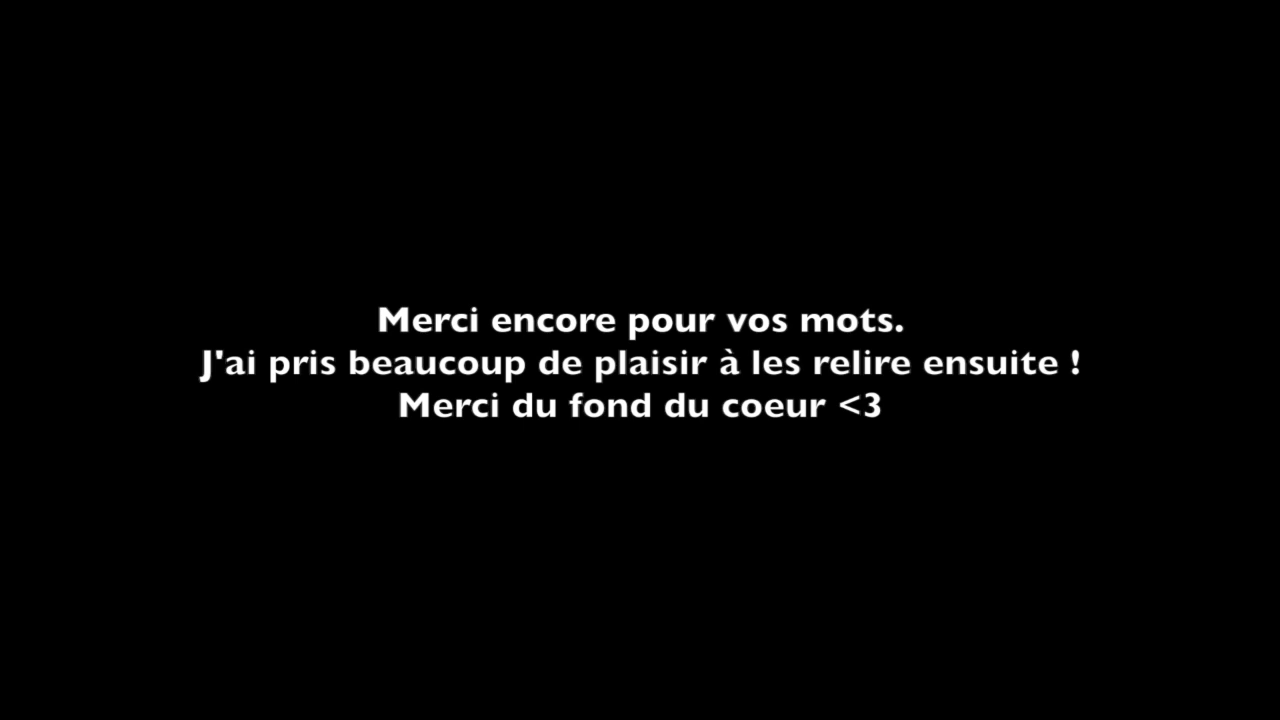 Merci encore pour vos mots.
J'ai pris beaucoup de plaisir à les relire ensuite !
Merci du fond du coeur <3